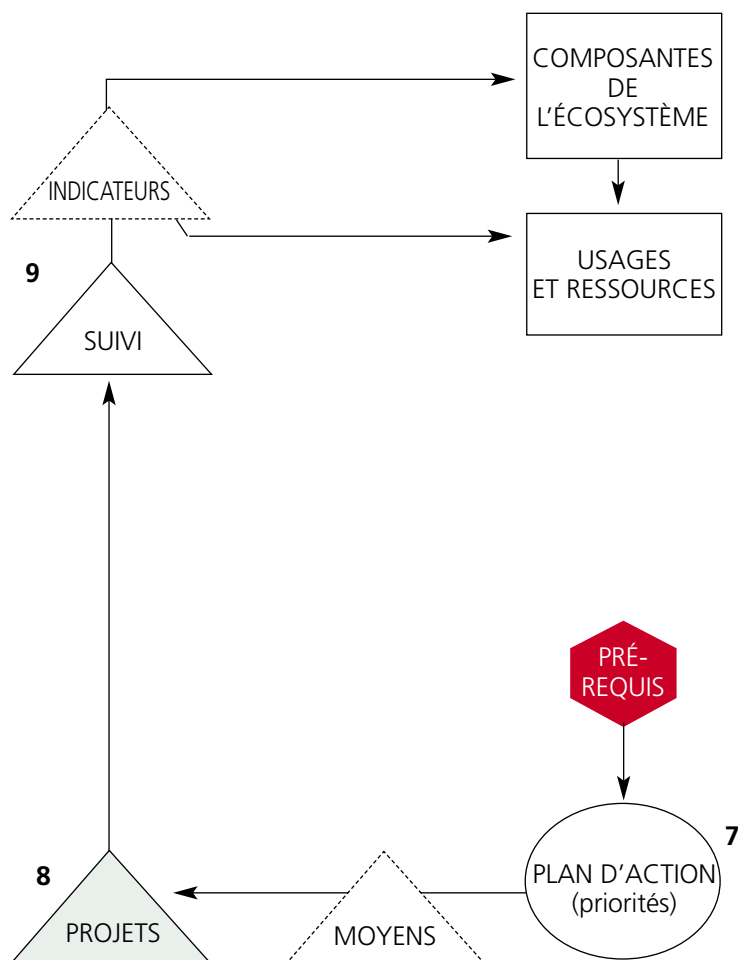 COMPOSANTES
DE
L'ÉCOSYSTÈME
INDICATEURS
USAGES
ET RESSOURCES
9
SUIVI
PRÉ-
REQUIS
7
PLAN D'ACTION
(priorités)
8
PROJETS
MOYENS